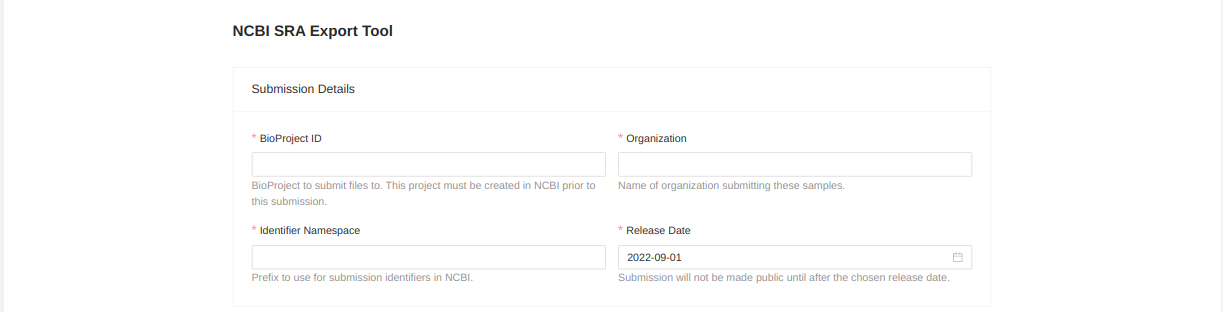 NCBI SRA Export Tool
Submission Details
* BioProject ID
BioProject to submit files to. This project must be created in NCBI prior to
this submission.
* Organization
Name of organization submitting these samples.
* Identifier Namespace
Prefix to use for submission identifiers in NCBI.
* Release Date
2022-09-01
Submission will not be made public until after the chosen release date.